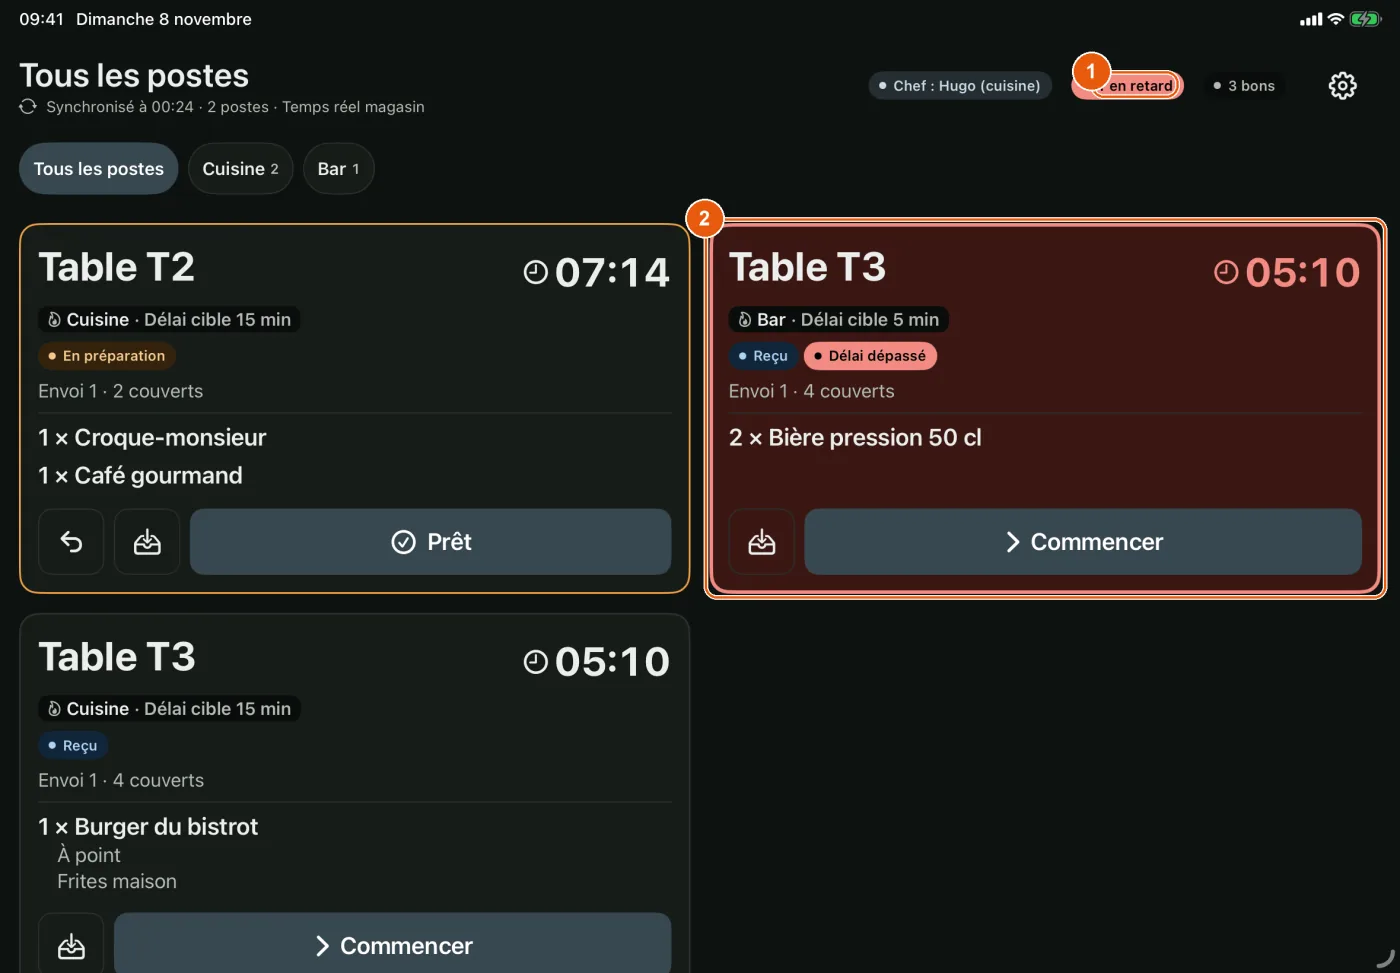 09:41 Dimanche 8 novembre
Tous les postes
Synchronisé à 00:24 · 2 postes · Temps réel magasin
Chef : Hugo (cuisine)
1
en retard
3 bons
Tous les postes
Cuisine 2
Bar 1
2
Table T2
07:14
Cuisine · Délai cible 15 min
En préparation
Envoi 1 · 2 couverts
1 × Croque-monsieur
1 × Café gourmand
Prêt
Table T3
05:10
Bar · Délai cible 5 min
Reçu
Délai dépassé
Envoi 1 · 4 couverts
2 × Bière pression 50 cl
Commencer
Table T3
05:10
Cuisine · Délai cible 15 min
Reçu
Envoi 1 · 4 couverts
1 × Burger du bistrot
À point
Frites maison
Commencer